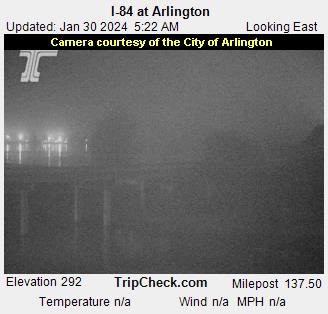 I-84 at Arlington
Updated: Jan 30 2024 5:22 AM Looking East
Camera courtesy of the City of Arlington
Elevation 292 TripCheck.com Milepost 137.50
Temperature n/a Wind n/a MPH n/a